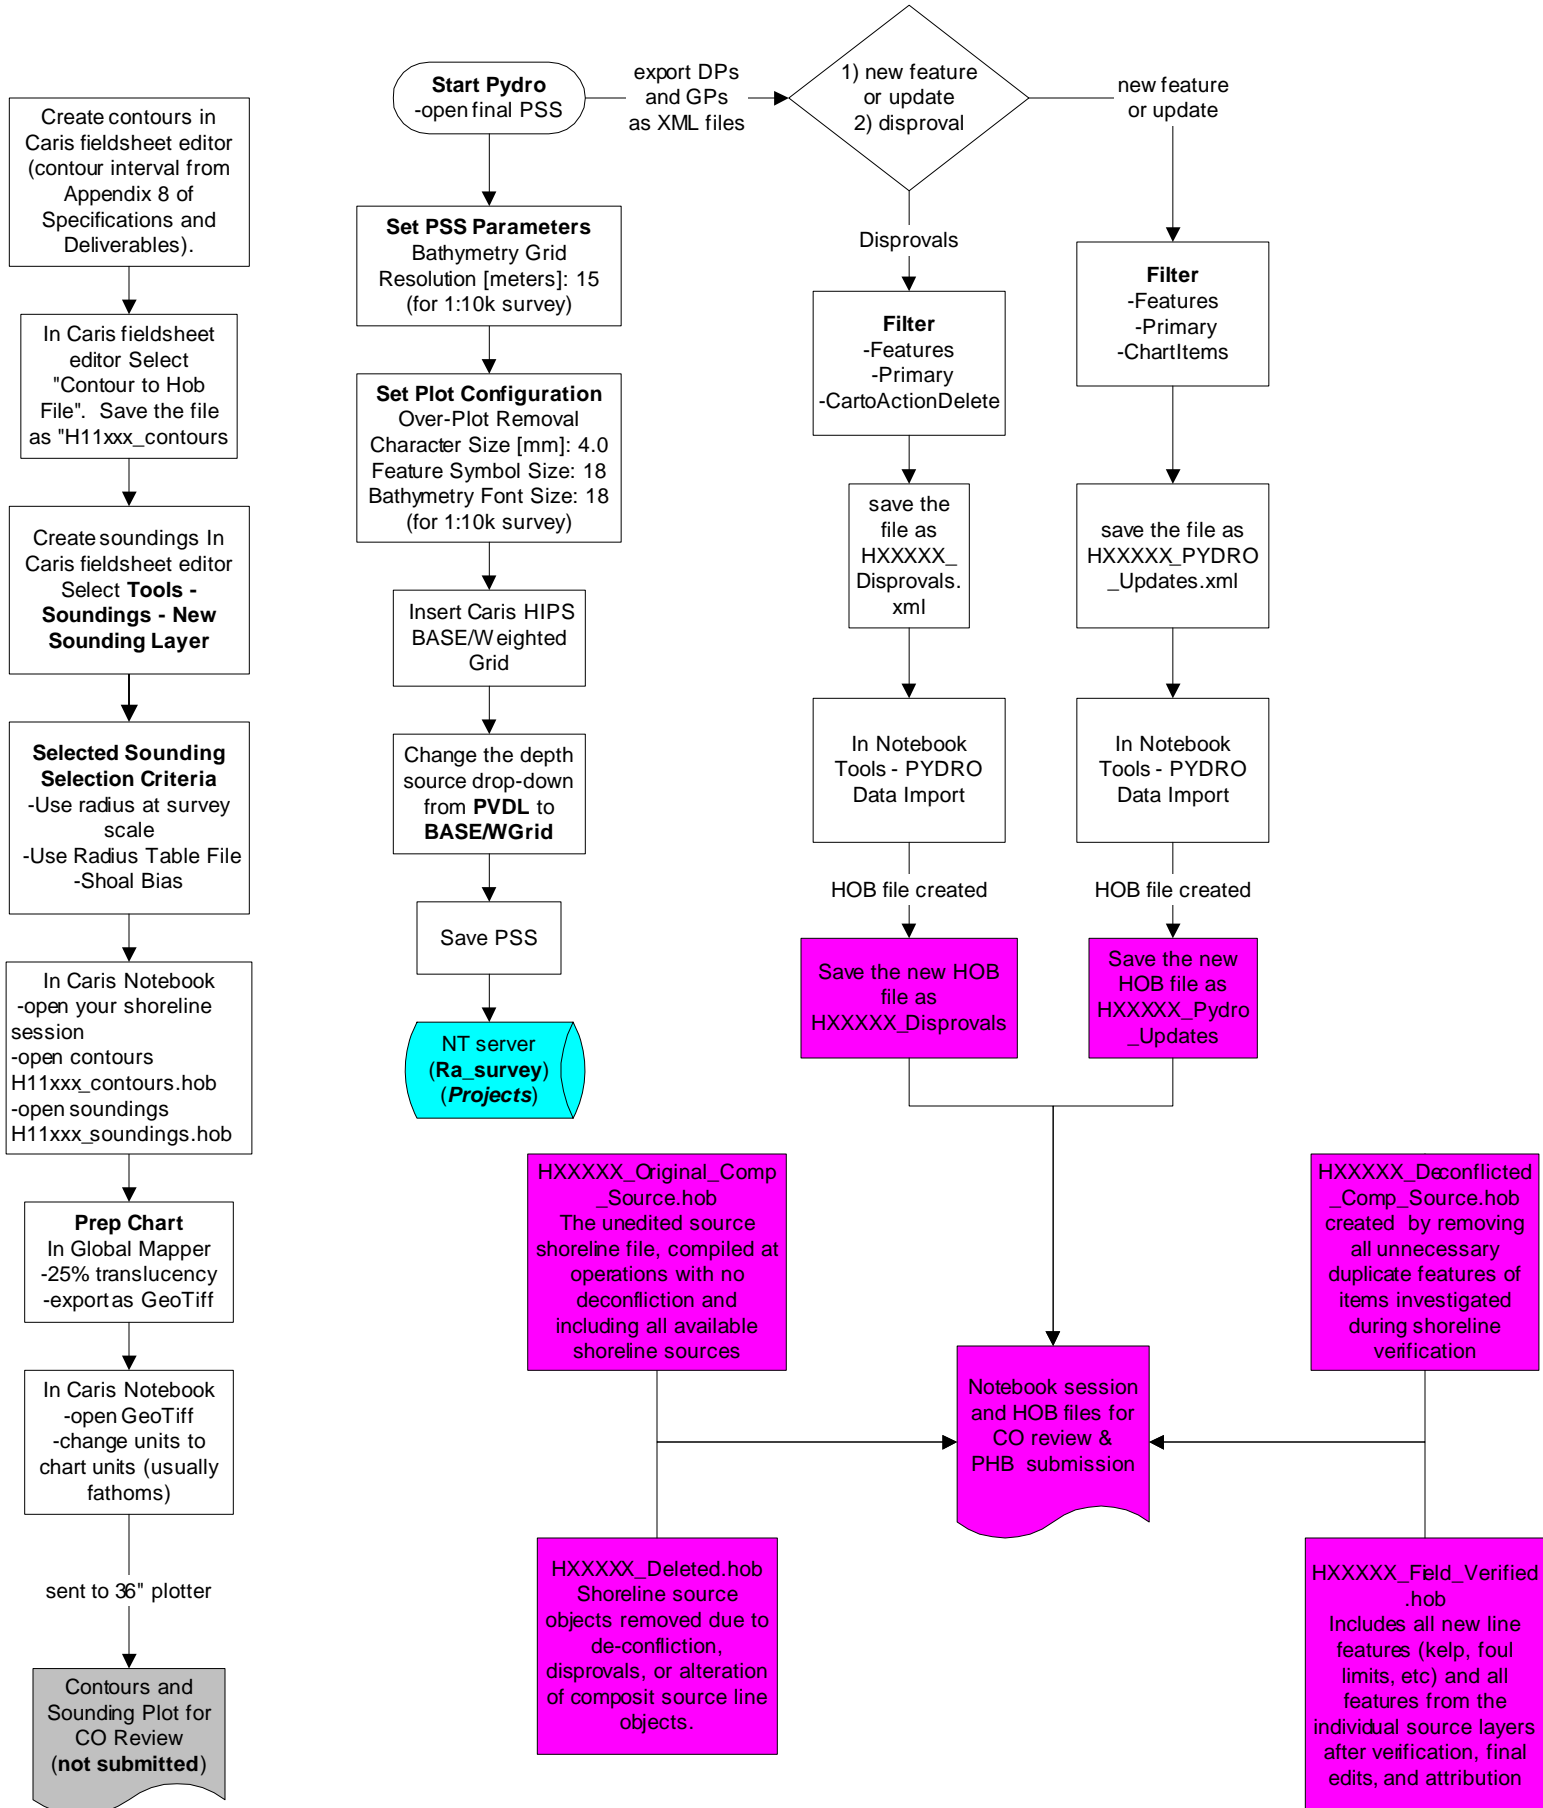 Create contours in
Caris fieldsheet editor
(contour interval from
Appendix 8 of
Specifications and
Deliverables).
In Caris fieldsheet
editor Select
"Contour to Hob
File". Save the file
as "H11xxx_contours
Create soundings In
Caris fieldsheet editor
Select Tools -
Soundings - New
Sounding Layer
Selected Sounding
Selection Criteria
-Use radius at survey
scale
-Use Radius Table File
-Shoal Bias
In Caris Notebook
-open your shoreline
session
-open contours
H11xxx_contours.hob
-open soundings
H11xxx_soundings.hob
Prep Chart
In Global Mapper
-25% translucency
-export as GeoTiff
In Caris Notebook
-open GeoTiff
-change units to
chart units (usually
fathoms)
sent to 36" plotter
Contours and
Sounding Plot for
CO Review
(not submitted)
Start Pydro
-open final PSS
export DPs
and GPs
as XML files
1) new feature
or update
2) disproval
new feature
or update
Set PSS Parameters
Bathymetry Grid
Resolution [meters]: 15
(for 1:10k survey)
Set Plot Configuration
Over-Plot Removal
Character Size [mm]: 4.0
Feature Symbol Size: 18
Bathymetry Font Size: 18
(for 1:10k survey)
Insert Caris HIPS
BASE/Weighted
Grid
Change the depth
source drop-down
from PVDL to
BASE/WGrid
Save PSS
NT server
(Ra_survey)
(Projects)
Disprovals
Filter
-Features
-Primary
-CartoActionDelete
save the
file as
HXXXXX_
Disprovals.
xml
In Notebook
Tools - PYDRO
Data Import
HOB file created
Save the new HOB
file as
HXXXXX_Disprovals
Filter
-Features
-Primary
-ChartItems
save the file as
HXXXXX_PYDRO
_Updates.xml
In Notebook
Tools - PYDRO
Data Import
HOB file created
Save the new
HOB file as
HXXXXX_Pydro
_Updates
HXXXXX_Original_Comp
_Source.hob
The unedited source
shoreline file, compiled at
operations with no
deconfliction and
including all available
shoreline sources
HXXXXX_Deconflicted
_Comp_Source.hob
created by removing
all unnecessary
duplicate features of
items investigated
during shoreline
verification
Notebook session
and HOB files for
CO review &
PHB submission
HXXXXX_Deleted.hob
Shoreline source
objects removed due to
de-confliction,
disprovals, or alteration
of composit source line
objects.
HXXXXX_Field_Verified
.hob
Includes all new line
features (kelp, foul
limits, etc) and all
features from the
individual source layers
after verification, final
edits, and attribution